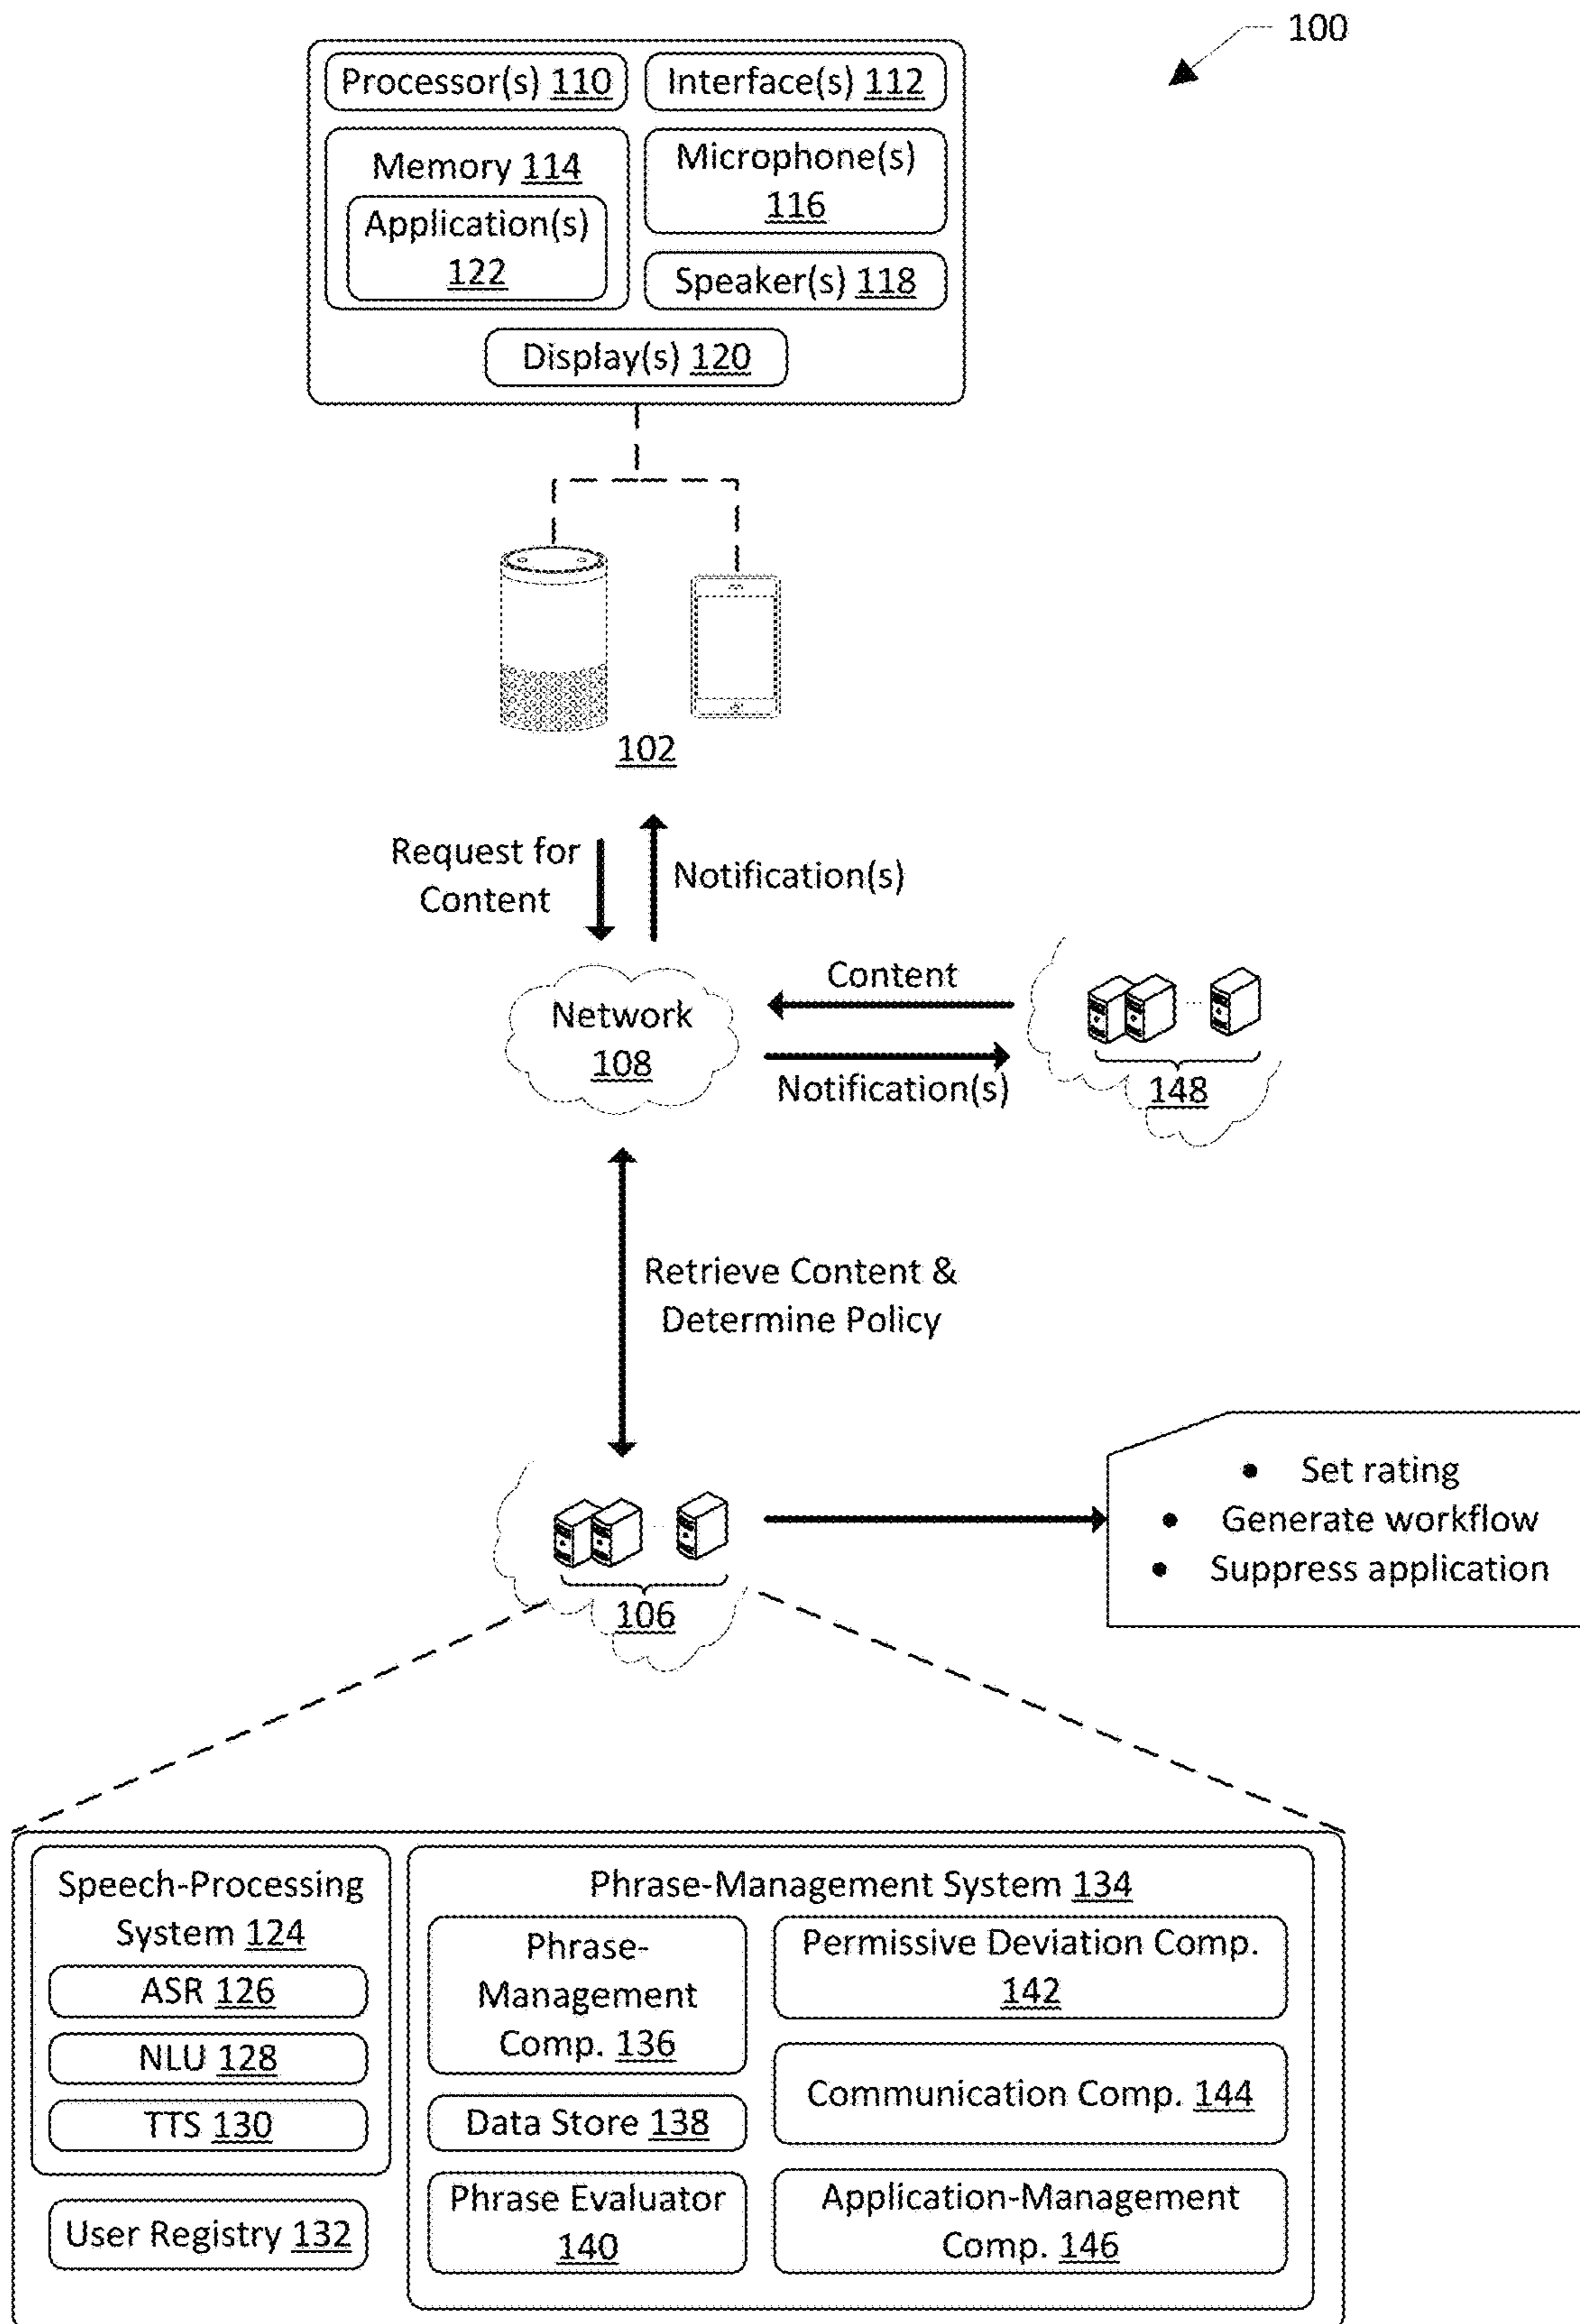 100
Processor(s) 110
Interface(s) 112
Memory 114
Application(s)
122
Microphone(s)
116
Speaker(s) 118
Display(s) 120
102
Request for
Content
Notification(s)
Content
Network
108
Notification(s)
148
Retrieve Content &
Determine Policy
• Set rating
• Generate workflow
• Suppress application
106
Speech-Processing
System 124
ASR 126
NLU 128
TTS 130
User Registry 132
Phrase-Management System 134
Phrase-
Management
Comp. 136
Data Store 138
Phrase Evaluator
140
Permissive Deviation Comp.
142
Communication Comp. 144
Application-Management
Comp. 146